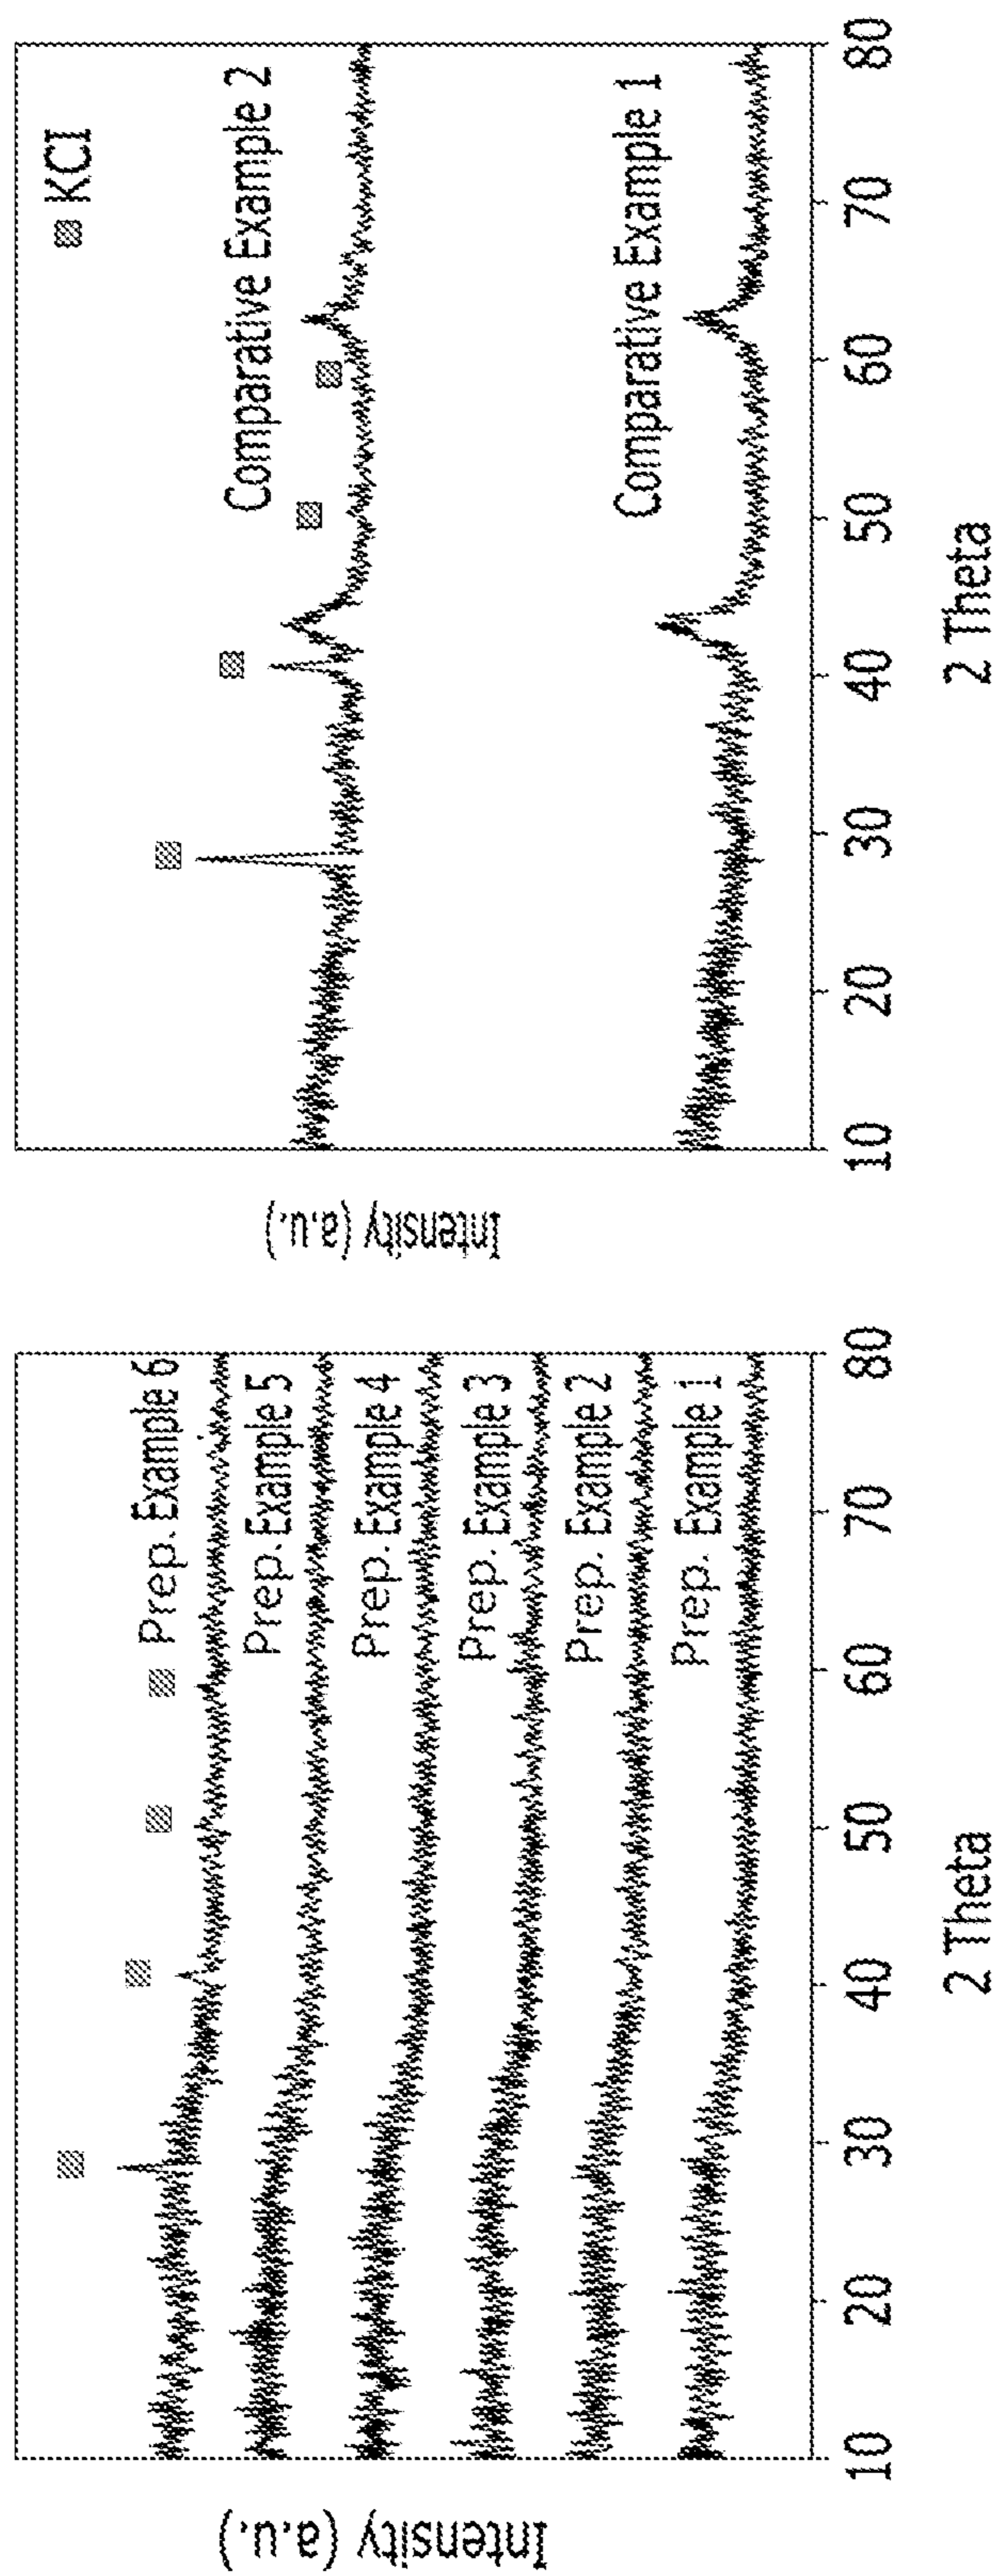 Intensity (a.u.)
Prep. Example 6
Prep. Example 5
Prep. Example 4
Prep. Example 3
Prep. Example 2
Prep. Example 1
10 20 30 40 50 60 70 80
2 Theta
Intensity (a.u.)
KCl
Comparative Example 2
Comparative Example 1
10 20 30 40 50 60 70 80
2 Theta